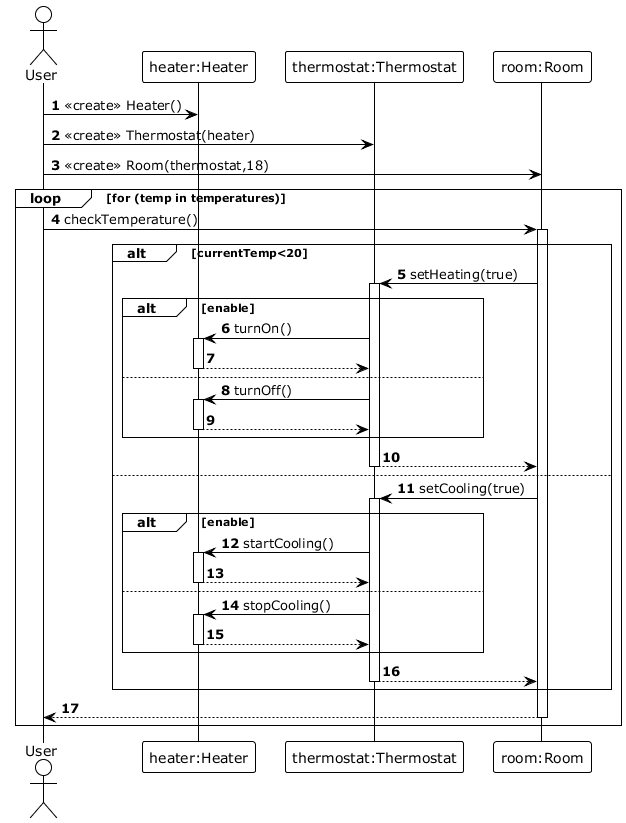 User
heater:Heater
thermostat:Thermostat
room:Room
1 «create» Heater()
2 «create» Thermostat(heater)
3 «create» Room(thermostat,18)
loop [for (temp in temperatures)]
4 checkTemperature()
alt [currentTemp<20]
5 setHeating(true)
alt [enable]
6 turnOn()
7
8 turnOff()
9
10
11 setCooling(true)
alt [enable]
12 startCooling()
13
14 stopCooling()
15
16
17
User
heater:Heater
thermostat:Thermostat
room:Room